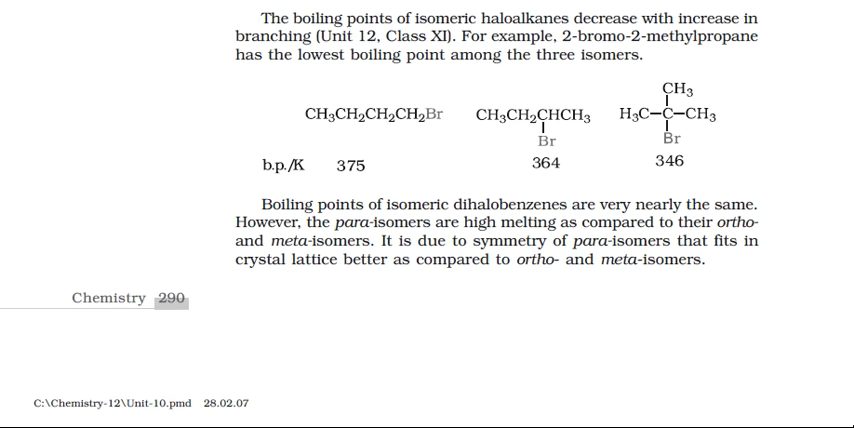 The boiling points of isomeric haloalkanes decrease with increase in
branching (Unit 12, Class XI). For example, 2-bromo-2-methylpropane
has the lowest boiling point among the three isomers.
CH3
CH3CH2CH2CH2Br CH3CH2CHCH3 H3C–C–CH3
Br Br
b.p./K 375 364 346
Boiling points of isomeric dihalobenzenes are very nearly the same.
However, the para-isomers are high melting as compared to their ortho-
and meta-isomers. It is due to symmetry of para-isomers that fits in
crystal lattice better as compared to ortho- and meta-isomers.
Chemistry 290
C:\Chemistry-12\Unit-10.pmd 28.02.07